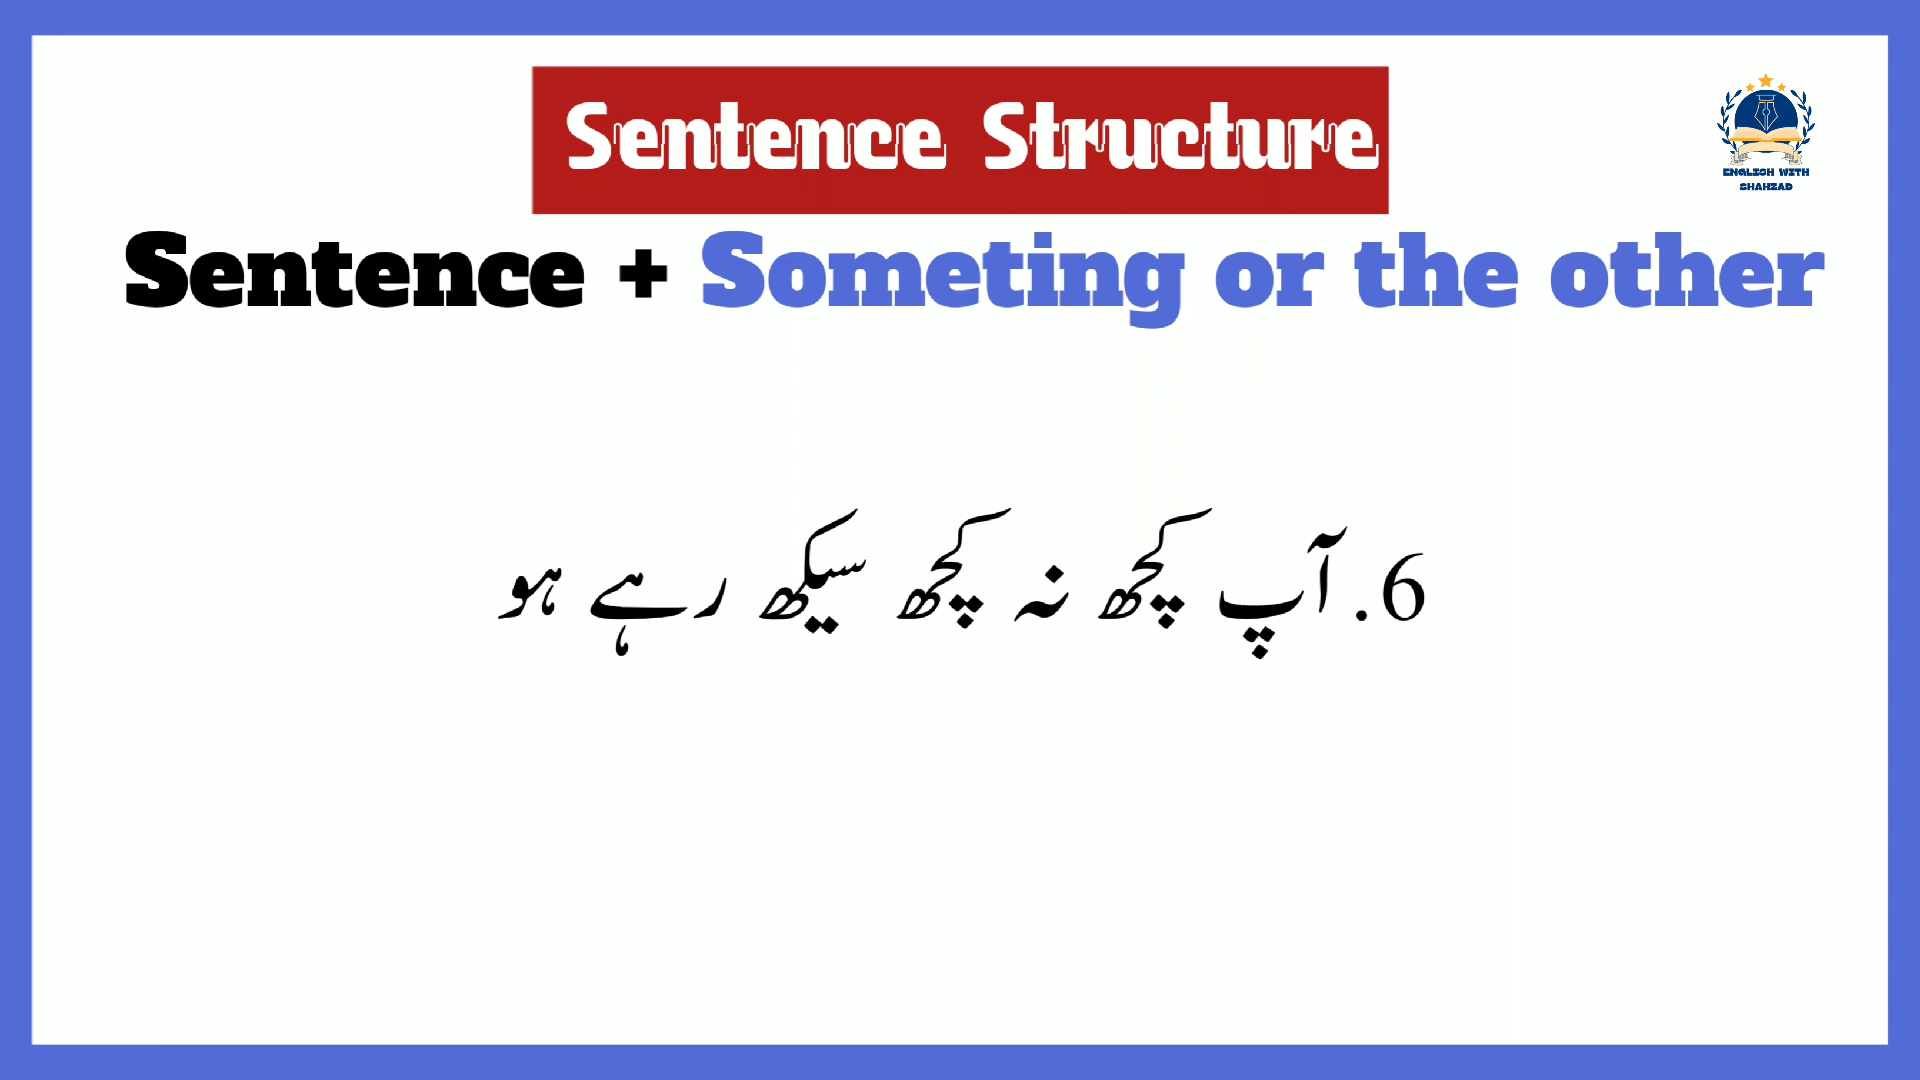 Sentence Structure
ENGLISH WITH
SHAHZAD
Sentence + Someting or the other
6. آپ کچھ نہ کچھ سیکھ رہے ہو